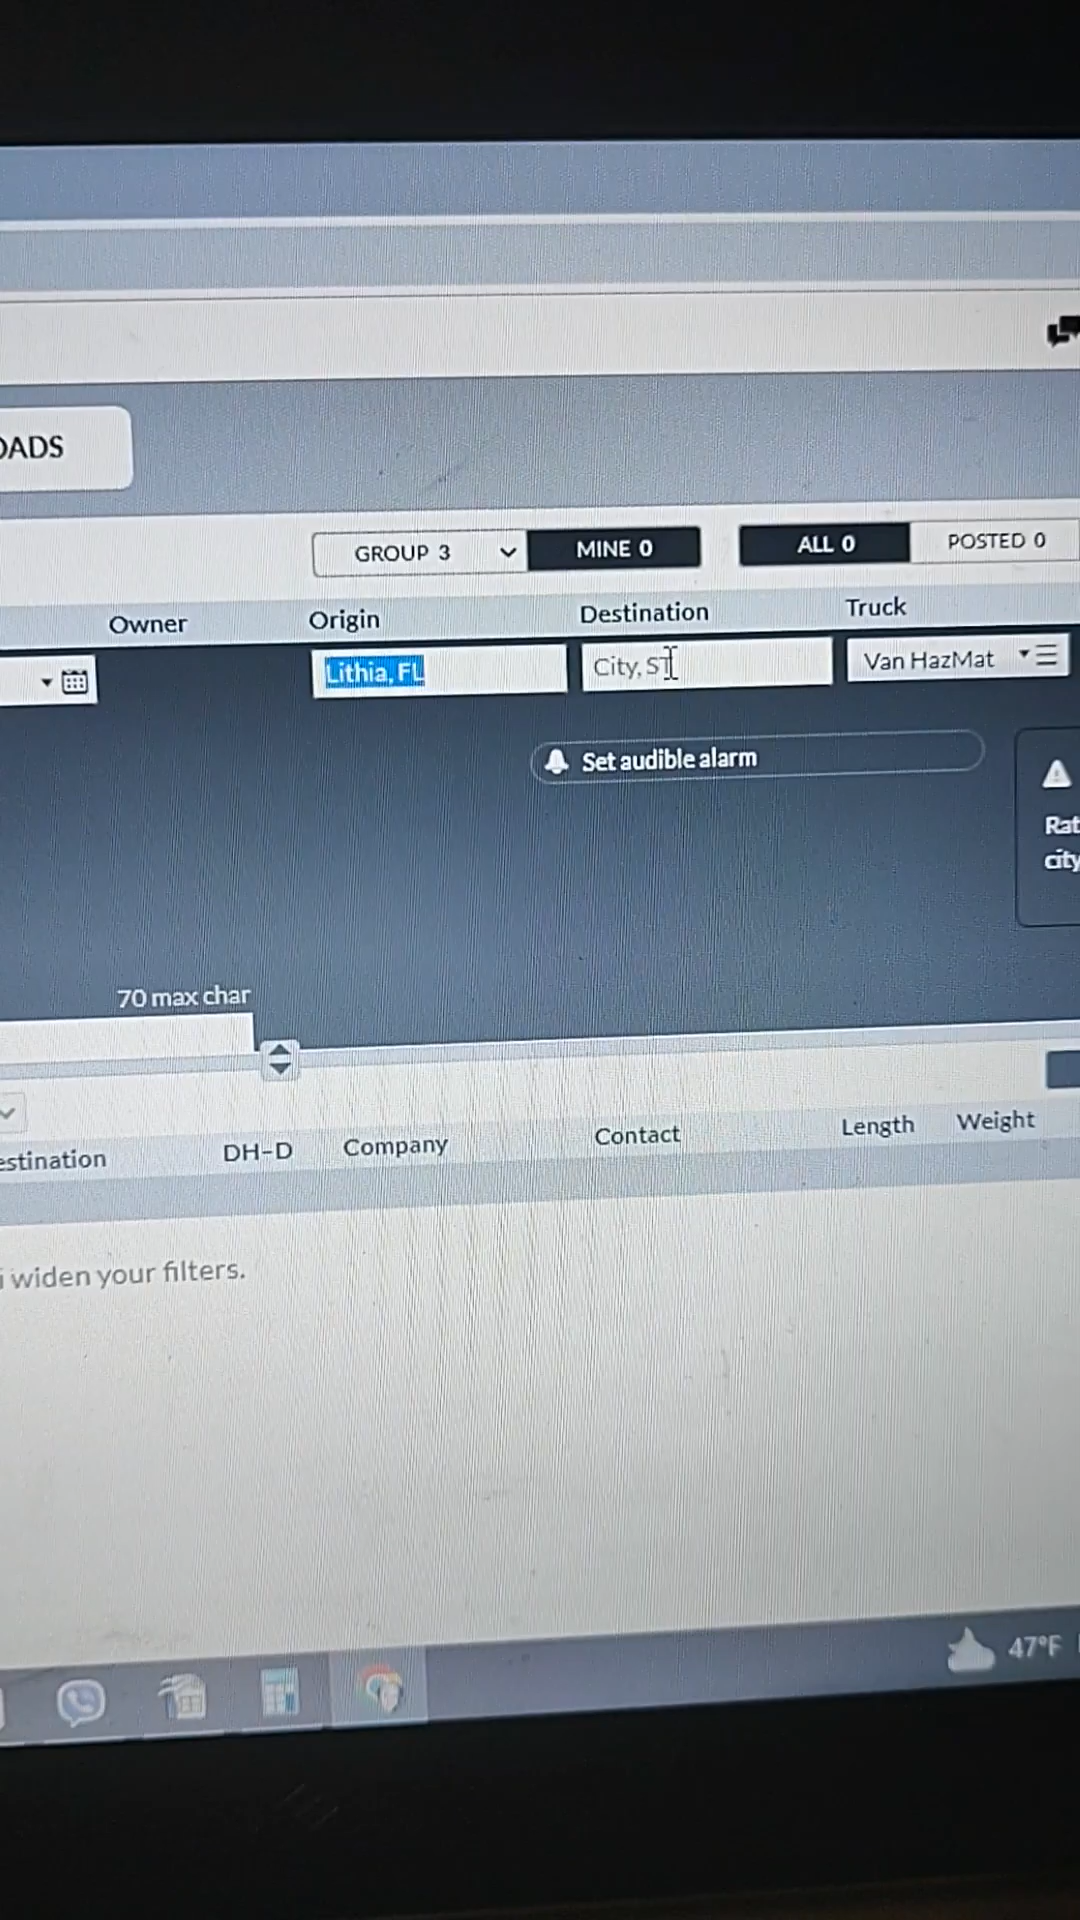 OADS
GROUP 3 MINE 0 ALL 0 POSTED 0
Owner Origin Destination Truck
Lithia, FL City, ST Van HazMat
Set audible alarm
Rat
city
70 max char
estination DH-D Company Contact Length Weight
widen your filters.
47°F